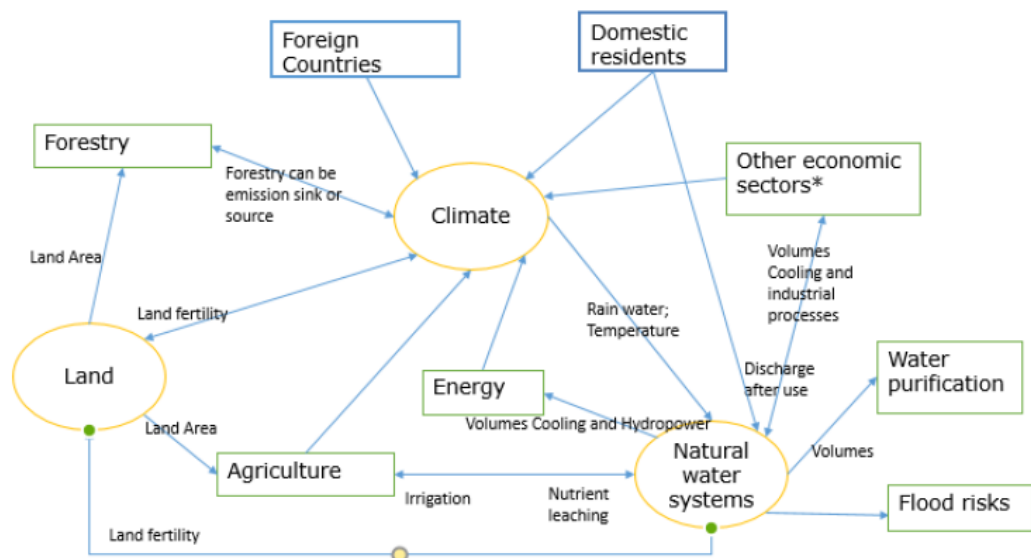 Foreign
Countries
Domestic
residents
Forestry
Forestry can be
emission sink or
source
Climate
Other economic
sectors*
Land Area
Volumes
Cooling and
industrial
processes
Land fertility
Rain water;
Temperature
Land
Energy
Discharge
after use
Water
purification
Land Area
Volumes Cooling and Hydropower
Agriculture
Natural
water
systems
Volumes
Irrigation
Nutrient
leaching
Flood risks
Land fertility